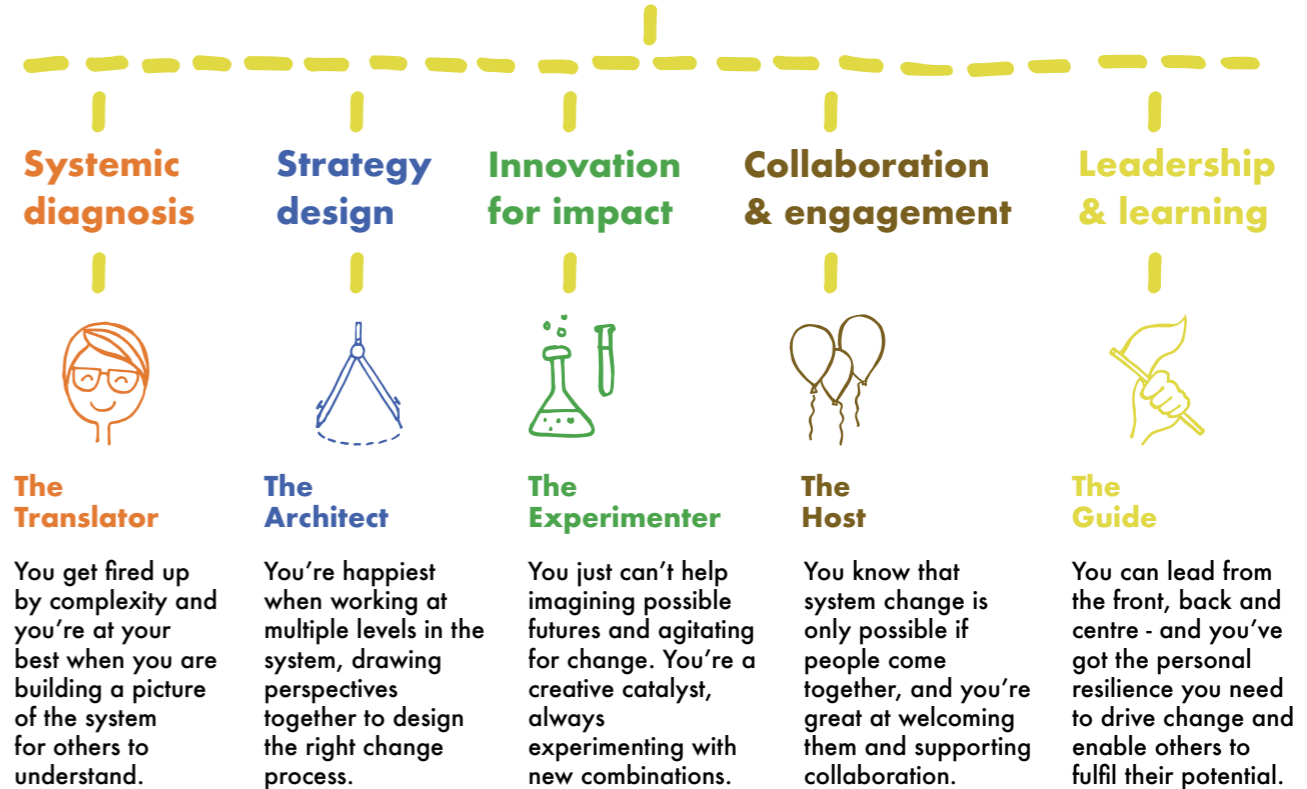 Systemic
diagnosis
Strategy
design
Innovation
for impact
Collaboration
& engagement
Leadership
& learning
The
Translator
You get fired up
by complexity and
you're at your
best when you are
building a picture
of the system
for others to
understand.
The
Architect
You're happiest
when working at
multiple levels in the
system, drawing
perspectives
together to design
the right change
process.
The
Experimenter
You just can't help
imagining possible
futures and agitating
for change. You're a
creative catalyst,
always
experimenting with
new combinations.
The
Host
You know that
system change is
only possible if
people come
together, and you're
great at welcoming
them and supporting
collaboration.
The
Guide
You can lead from
the front, back and
centre - and you've
got the personal
resilience you need
to drive change and
enable others to
fulfil their potential.